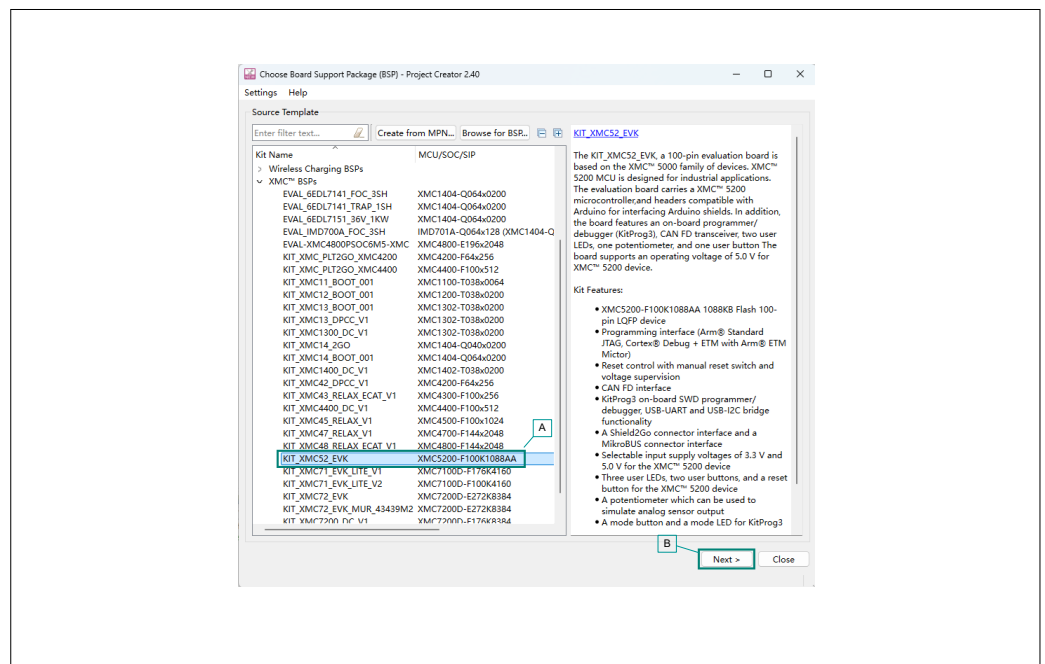 Choose Board Support Package (BSP) - Project Creator 2.40
Settings Help
Source Template
Enter filter text...
Create from MPN...
Browse for BSP...
Kit Name MCU/SOC/SIP
Wireless Charging BSPs
XMC™ BSPs
EVAL_6EDL7141_FOC_3SH XMC1404-Q064x0200
EVAL_6EDL7141_TRAP_1SH XMC1404-Q064x0200
EVAL_6EDL7151_36V_1KW XMC1404-Q064x0200
EVAL_IMD700A_FOC_3SH IMD701A-Q064x128 (XMC1404-Q
EVAL-XMC4800PSOC6M5-XMC XMC4800-E196x2048
KIT_XMC_PLT2GO_XMC4200 XMC4200-F64x256
KIT_XMC_PLT2GO_XMC4400 XMC4400-F100x512
KIT_XMC11_BOOT_001 XMC1100-T038x0064
KIT_XMC12_BOOT_001 XMC1200-T038x0200
KIT_XMC13_BOOT_001 XMC1302-T038x0200
KIT_XMC13_DPCC_V1 XMC1302-T038x0200
KIT_XMC1300_DC_V1 XMC1302-T038x0200
KIT_XMC14_2GO XMC1404-Q040x0200
KIT_XMC14_BOOT_001 XMC1404-Q064x0200
KIT_XMC1400_DC_V1 XMC1402-T038x0200
KIT_XMC42_DPCC_V1 XMC4200-F64x256
KIT_XMC43_RELAX_ECAT_V1 XMC4300-F100x256
KIT_XMC4400_DC_V1 XMC4400-F100x512
KIT_XMC45_RELAX_V1 XMC4500-F100x1024
KIT_XMC47_RELAX_V1 XMC4700-F144x2048
KIT_XMC48_RELAX_ECAT_V1 XMC4800-F144x2048
KIT_XMC52_EVK XMC5200-F100K1088AA
KIT_XMC71_EVK_LITE_V1 XMC7100D-F176K4160
KIT_XMC71_EVK_LITE_V2 XMC7100D-F100K4160
KIT_XMC72_EVK XMC7200D-E272K8384
KIT_XMC72_EVK_MUR_43439M2 XMC7200D-E272K8384
KIT_XMC7200_DC_V1 XMC7200D-F176K8384
A
KIT_XMC52_EVK
The KIT_XMC52_EVK, a 100-pin evaluation board is
based on the XMC™ 5000 family of devices. XMC™
5200 MCU is designed for industrial applications.
The evaluation board carries a XMC™ 5200
microcontroller,and headers compatible with
Arduino for interfacing Arduino shields. In addition,
the board features an on-board programmer/
debugger (KitProg3), CAN FD transceiver, two user
LEDs, one potentiometer, and one user button The
board supports an operating voltage of 5.0 V for
XMC™ 5200 device.
Kit Features:
• XMC5200-F100K1088AA 1088KB Flash 100-
pin LQFP device
• Programming interface (Arm® Standard
JTAG, Cortex® Debug + ETM with Arm® ETM
Mictor)
• Reset control with manual reset switch and
voltage supervision
• CAN FD interface
• KitProg3 on-board SWD programmer/
debugger, USB-UART and USB-I2C bridge
functionality
• A Shield2Go connector interface and a
MikroBUS connector interface
• Selectable input supply voltages of 3.3 V and
5.0 V for the XMC™ 5200 device
• Three user LEDs, two user buttons, and a reset
button for the XMC™ 5200 device
• A potentiometer which can be used to
simulate analog sensor output
• A mode button and a mode LED for KitProg3
B
Next > Close